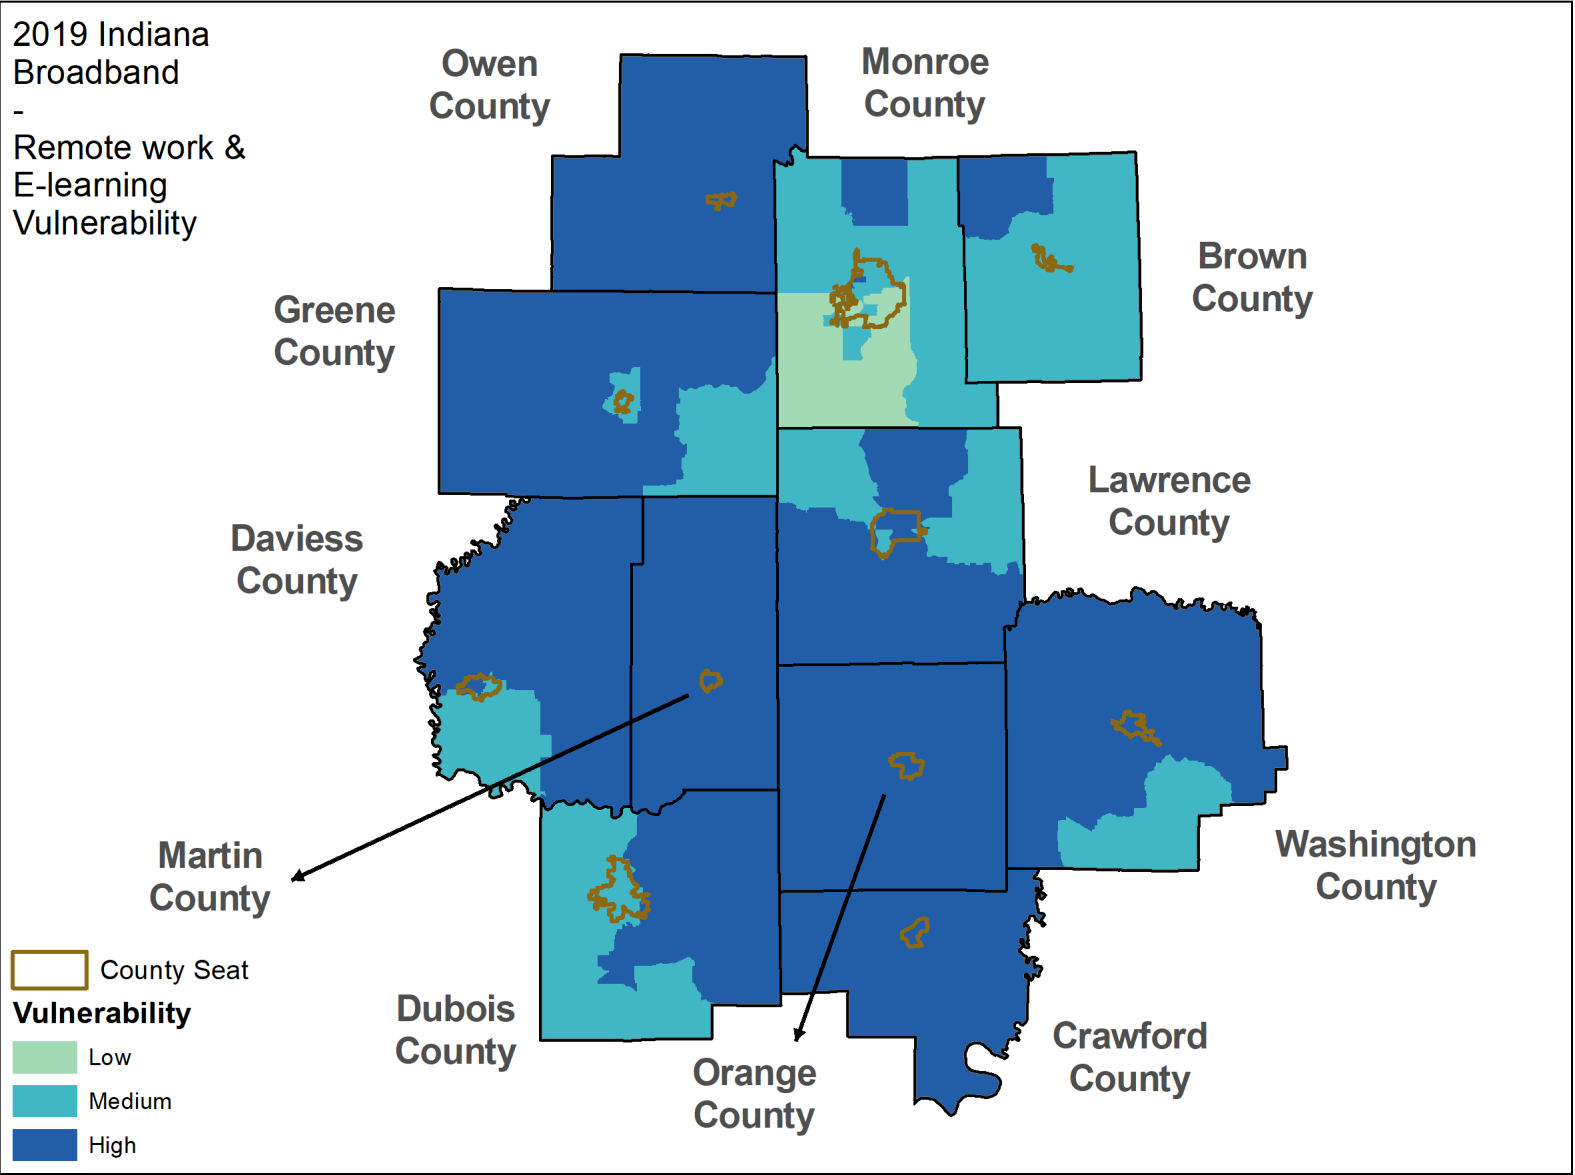 2019 Indiana
Broadband
-
Remote work &
E-learning
Vulnerability
Owen
County
Monroe
County
Brown
County
Greene
County
Lawrence
County
Daviess
County
Martin
County
Washington
County
Dubois
County
Orange
County
Crawford
County
County Seat
Vulnerability
Low
Medium
High